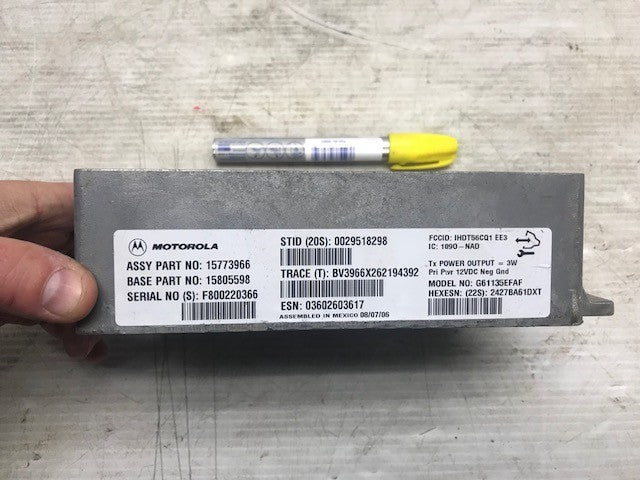 MOTOROLA
ASSY PART NO: 15773966
BASE PART NO: 15805598
SERIAL NO (S): F800220366
STID (20S): 0029518298
TRACE (T): BV3966X262194392
ESN: 03602603617
ASSEMBLED IN MEXICO 08/07/06
FCCID: IHDT56CQ1 EE3
IC: 109O-NAD
Tx POWER OUTPUT = 3W
Pri Pwr 12VDC Neg Gnd
MODEL NO: G61135EFAF
HEXESN: (22S): 2427BA61DXT